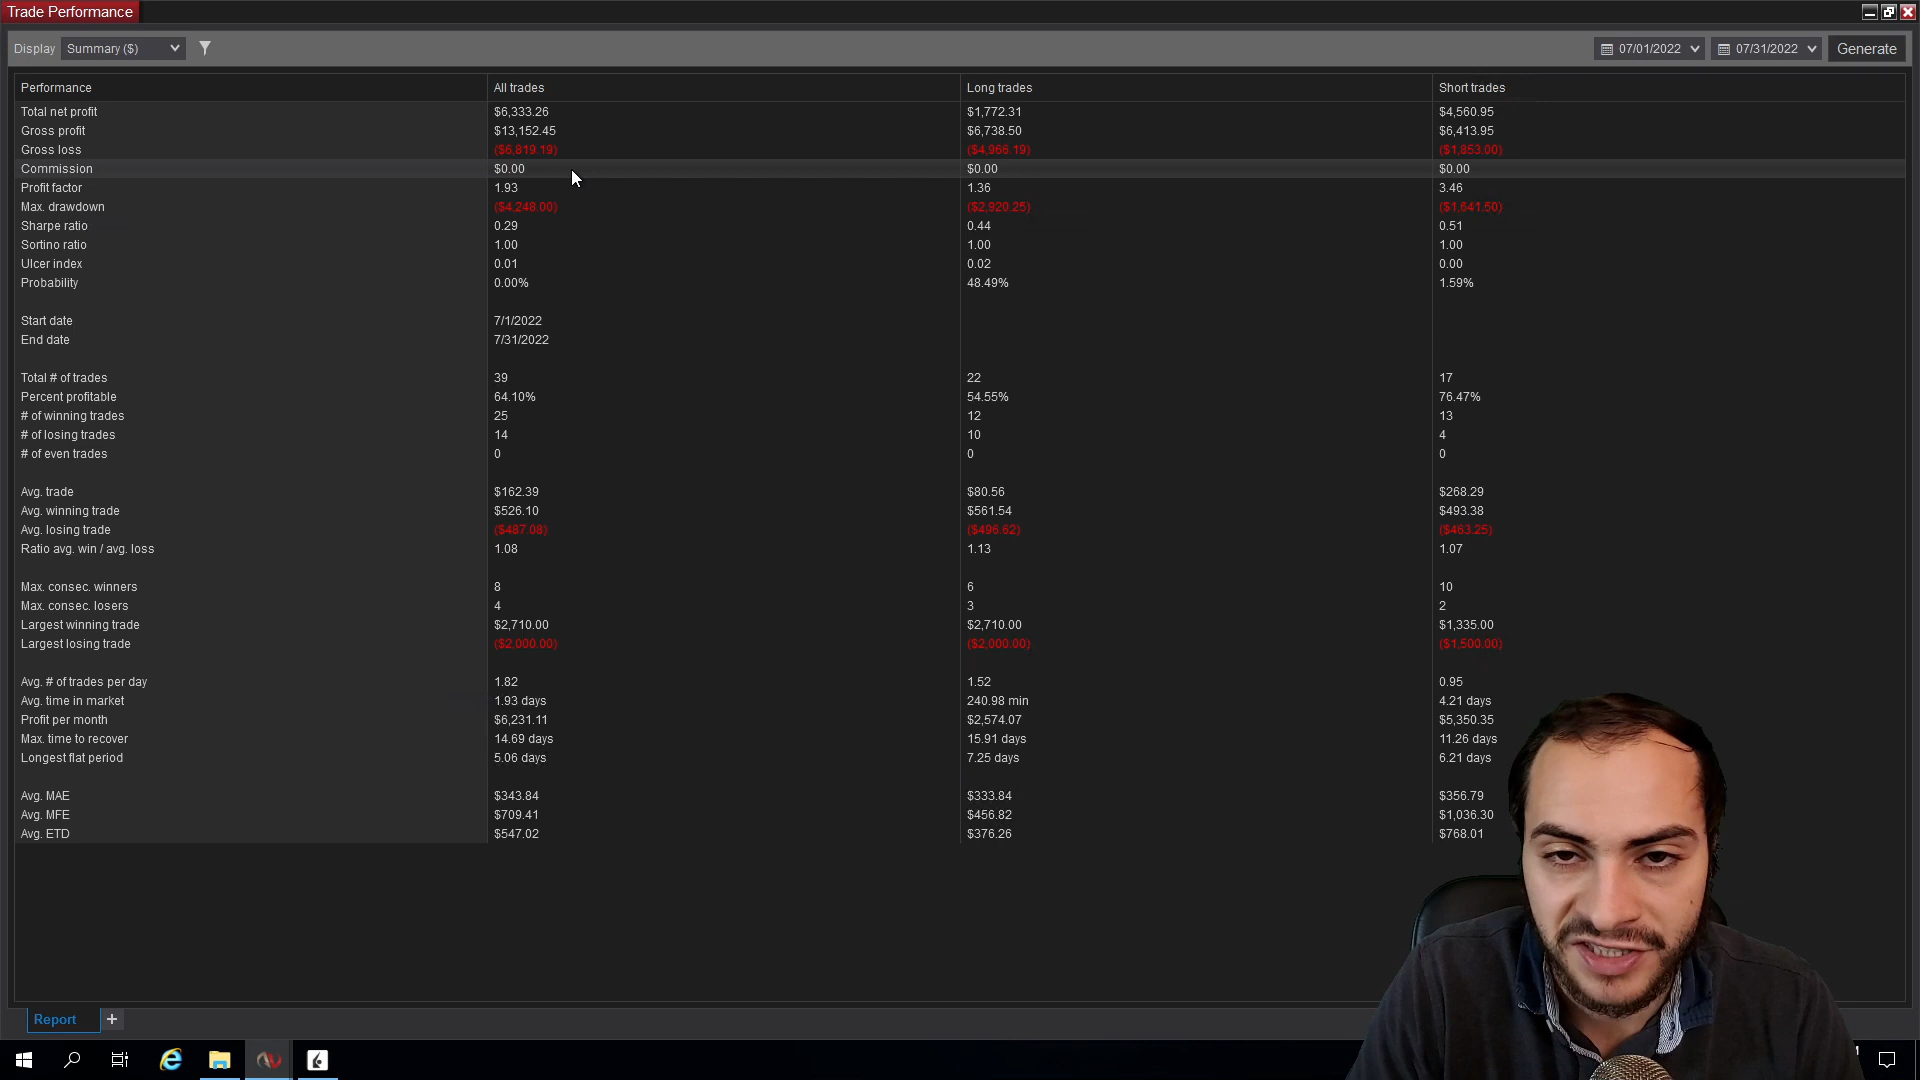 Trade Performance
Display Summary ($) 07/01/2022 07/31/2022 Generate
Performance All trades Long trades Short trades
Total net profit $6,333.26 $1,772.31 $4,560.95
Gross profit $13,152.45 $6,738.50 $6,413.95
Gross loss ($6,819.19) ($4,966.19) ($1,853.00)
Commission $0.00 $0.00 $0.00
Profit factor 1.93 1.36 3.46
Max. drawdown ($4,248.00) ($2,920.25) ($1,641.50)
Sharpe ratio 0.29 0.44 0.51
Sortino ratio 1.00 1.00 1.00
Ulcer index 0.01 0.02 0.00
Probability 0.00% 48.49% 1.59%
Start date 7/1/2022
End date 7/31/2022
Total # of trades 39 22 17
Percent profitable 64.10% 54.55% 76.47%
# of winning trades 25 12 13
# of losing trades 14 10 4
# of even trades 0 0 0
Avg. trade $162.39 $80.56 $268.29
Avg. winning trade $526.10 $561.54 $493.38
Avg. losing trade ($487.08) ($496.62) ($463.25)
Ratio avg. win / avg. loss 1.08 1.13 1.07
Max. consec. winners 8 6 10
Max. consec. losers 4 3 2
Largest winning trade $2,710.00 $2,710.00 $1,335.00
Largest losing trade ($2,000.00) ($2,000.00) ($1,500.00)
Avg. # of trades per day 1.82 1.52 0.95
Avg. time in market 1.93 days 240.98 min 4.21 days
Profit per month $6,231.11 $2,574.07 $5,350.35
Max. time to recover 14.69 days 15.91 days 11.26 days
Longest flat period 5.06 days 7.25 days 6.21 days
Avg. MAE $343.84 $333.84 $356.79
Avg. MFE $709.41 $456.82 $1,036.30
Avg. ETD $547.02 $376.26 $768.01
Report +